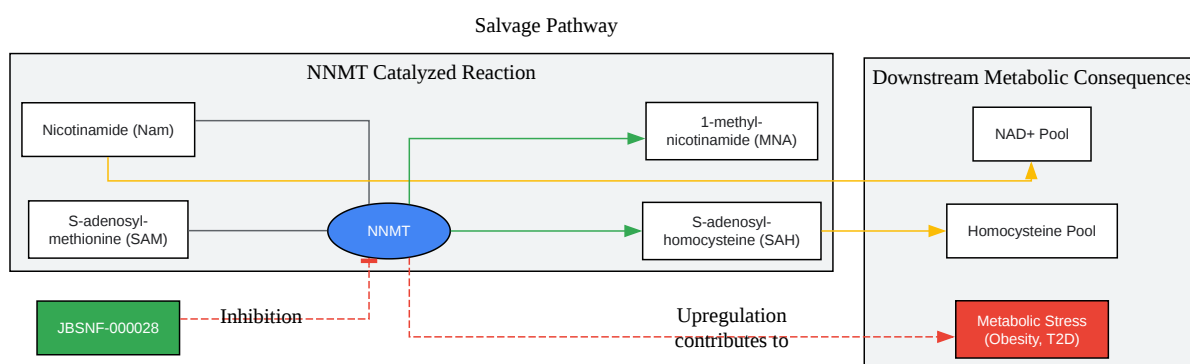 Salvage Pathway
NNMT Catalyzed Reaction
Downstream Metabolic Consequences
Nicotinamide (Nam)
1-methyl-
nicotinamide (MNA)
NAD+ Pool
S-adenosyl-
methionine (SAM)
NNMT
S-adenosyl-
homocysteine (SAH)
Homocysteine Pool
JBSNF-000028
Inhibition
Upregulation
contributes to
Metabolic Stress
(Obesity, T2D)